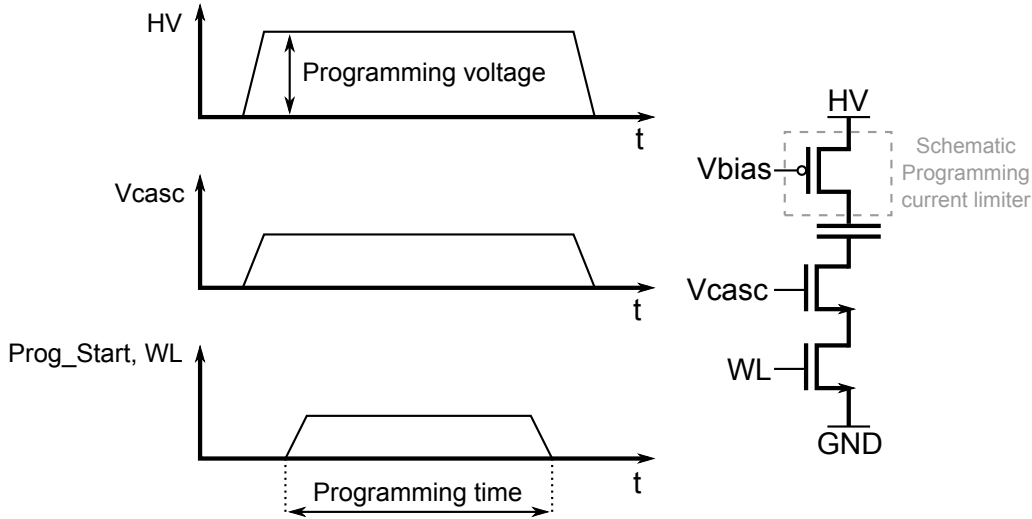 HV
Programming voltage
t
Vcasc
t
Prog_Start, WL
Programming time
t
HV
Schematic
Programming
current limiter
Vbias
Vcasc
WL
GND